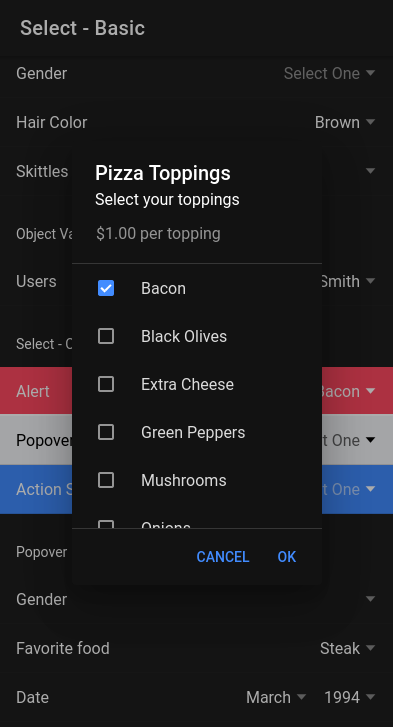 Select - Basic
Gender Select One
Hair Color Brown
Skittles
Pizza Toppings
Select your toppings
$1.00 per topping
Object Va
Users Smith
Bacon
Black Olives
Select - C
Extra Cheese
Alert Bacon
Green Peppers
Popover t One
Mushrooms
Action S t One
Onions
CANCEL OK
Popover
Gender
Favorite food Steak
Date March 1994